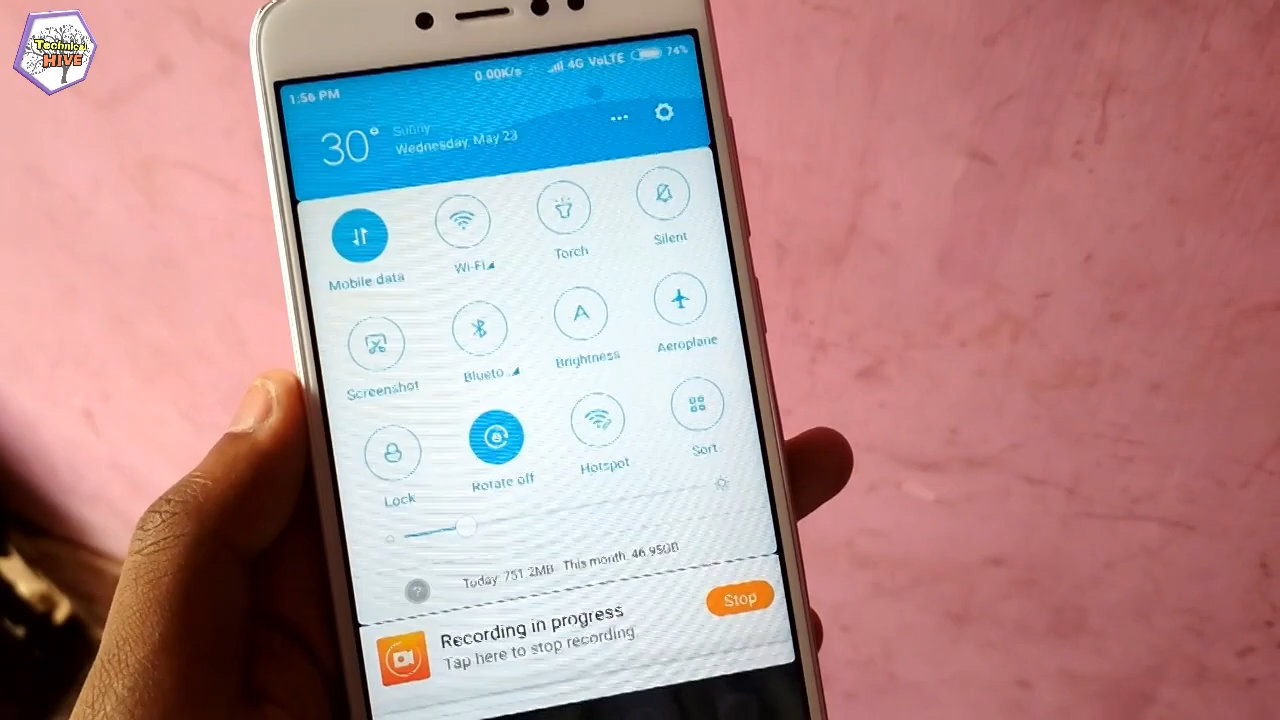 Technical
HIVE
0.00K/s 4G VoLTE 74%
1:56 PM
30° Sunny
Wednesday, May 23
Mobile data Wi-Fi Torch Silent
Screenshot Blueto... Brightness Aeroplane
A
Lock Rotate off Hotspot Sort
? Today: 751.2MB This month: 46.95GB
Recording in progress
Tap here to stop recording
Stop